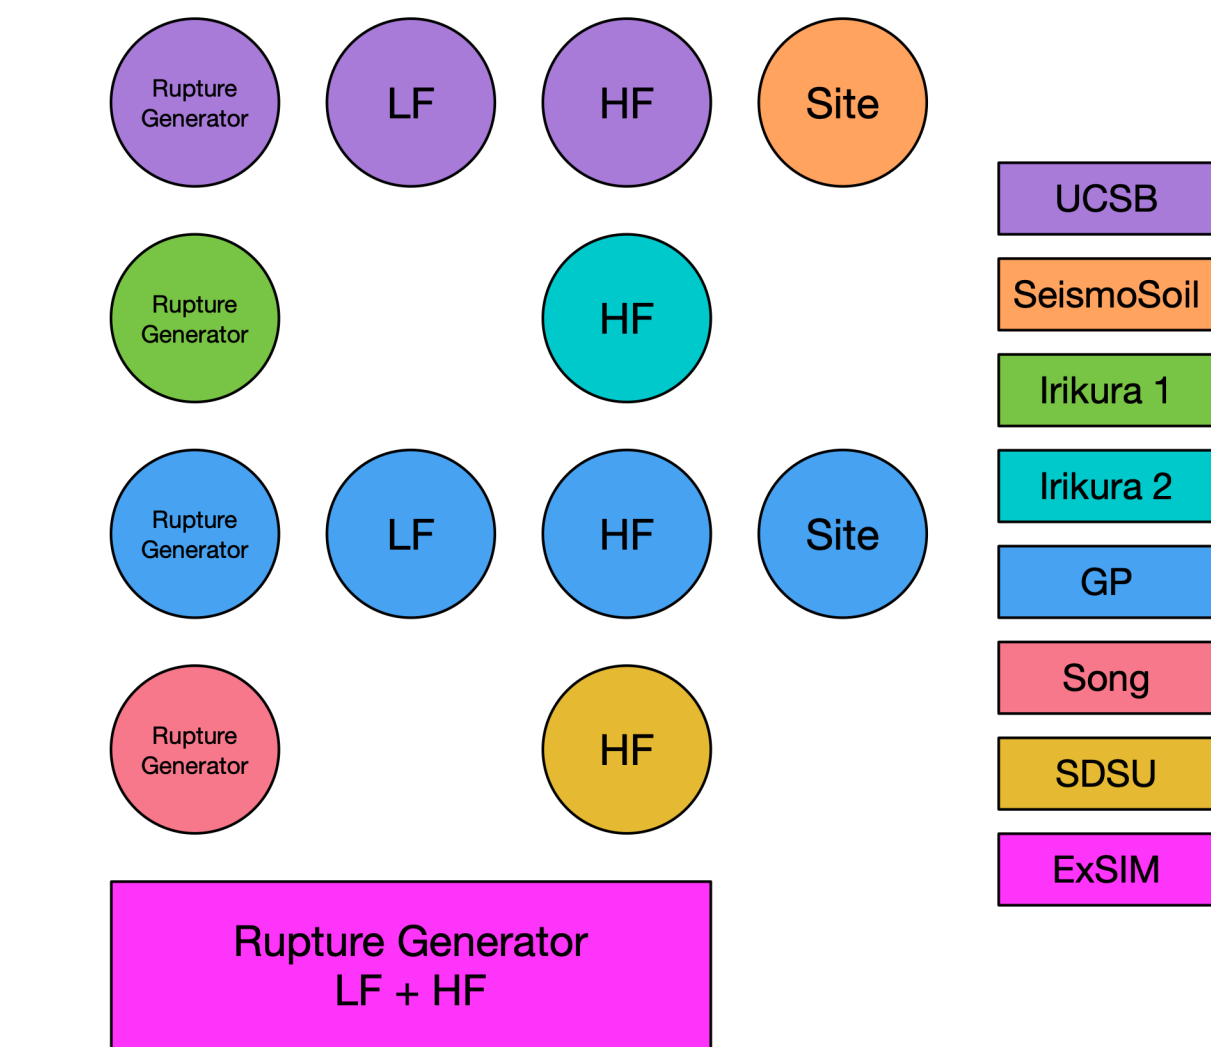 Rupture
Generator
LF
HF
Site
Rupture
Generator
HF
Rupture
Generator
LF
HF
Site
Rupture
Generator
HF
Rupture Generator
LF + HF
UCSB
SeismoSoil
Irikura 1
Irikura 2
GP
Song
SDSU
ExSIM